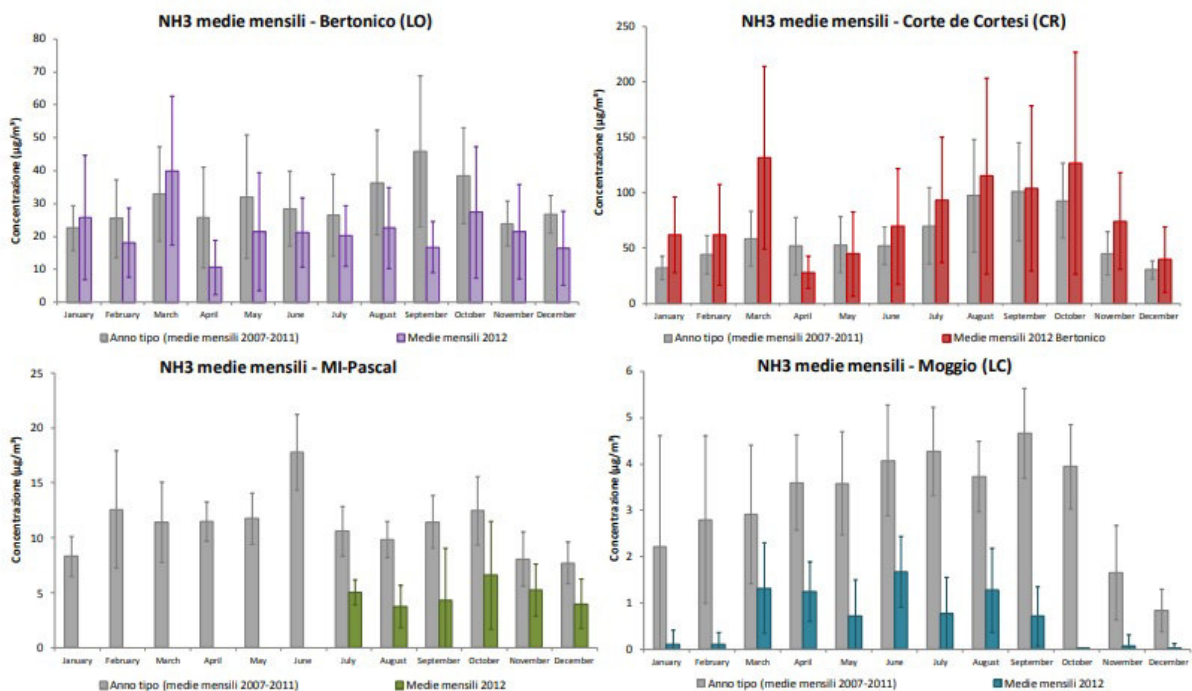 NH3 medie mensili - Bertonico (LO)
Concentrazione (µg/m³)
80
70
60
50
40
30
20
10
0
January February March April May June July August September October November December
Anno tipo (medie mensili 2007-2011) Medie mensili 2012
NH3 medie mensili - Corte de Cortesi (CR)
Concentrazione (µg/m³)
250
200
150
100
50
0
January February March April May June July August September October November December
Anno tipo (medie mensili 2007-2011) Medie mensili 2012 Bertonico
NH3 medie mensili - MI-Pascal
Concentrazione (µg/m³)
25
20
15
10
5
0
January February March April May June July August September October November December
Anno tipo (medie mensili 2007-2011) Medie mensili 2012
NH3 medie mensili - Moggio (LC)
Concentrazione (µg/m³)
6
5
4
3
2
1
0
January February March April May June July August September October November December
Anno tipo (medie mensili 2007-2011) Medie mensili 2012